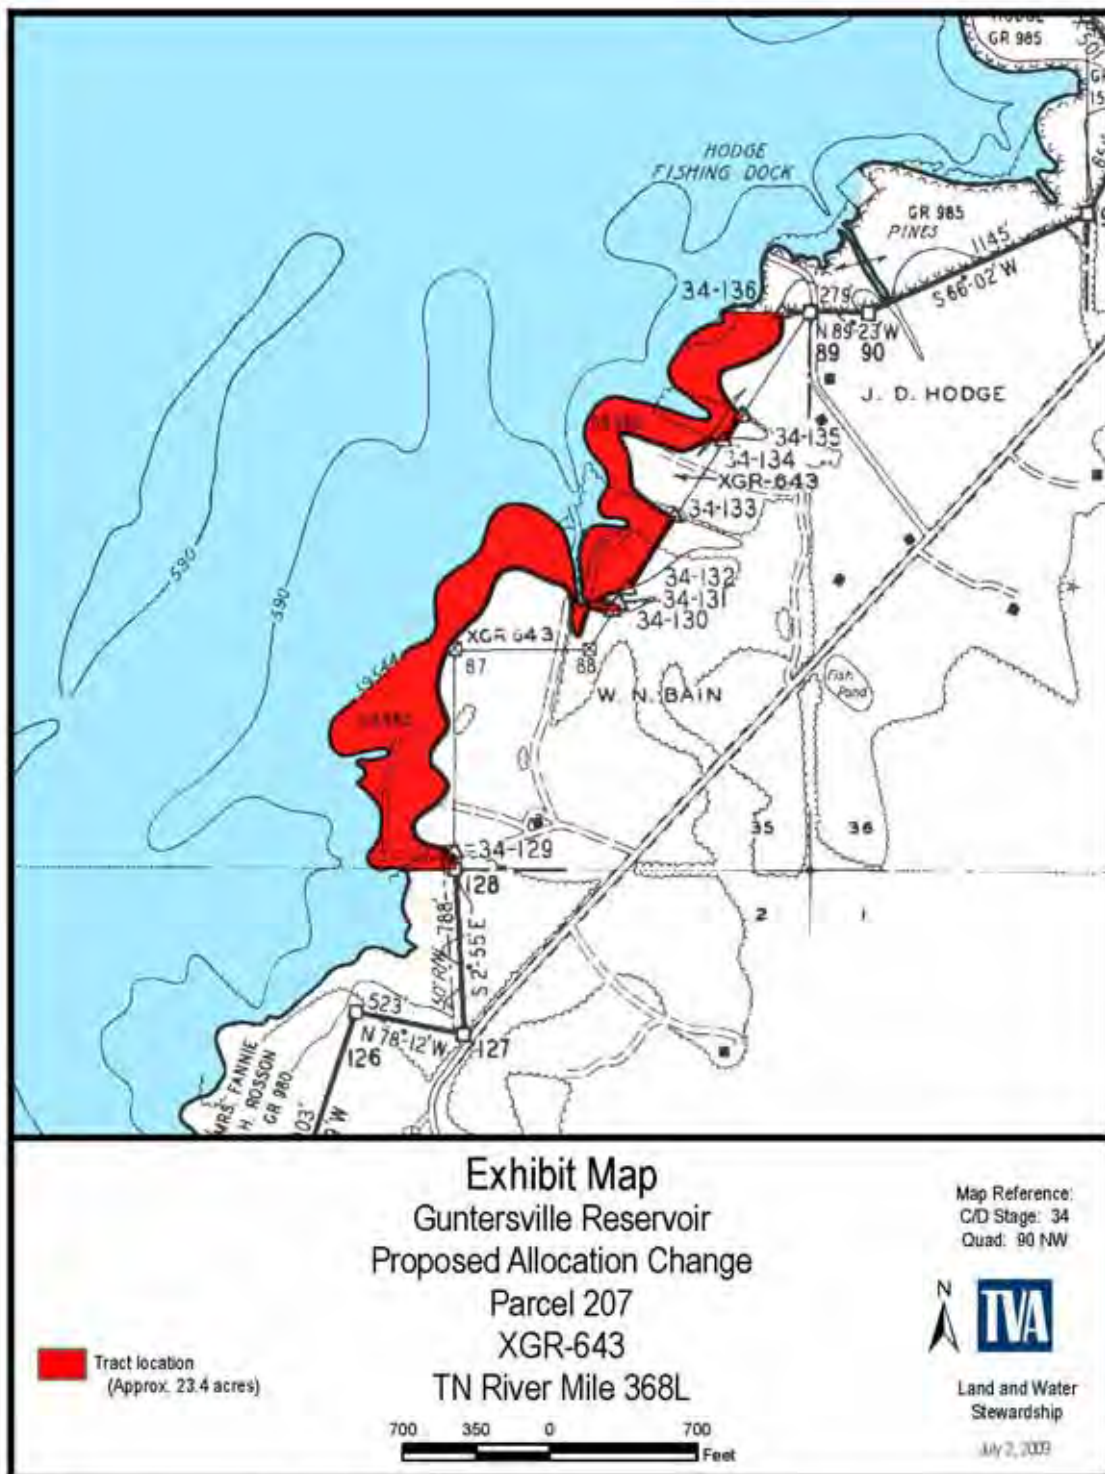 HODGE
GR 985
HODGE
FISHING DOCK
GR 985
PINES
1145'
S 66°-02' W
34-136
279'
N 89°-23' W
89 90
J. D. HODGE
34-135
34-134
XGR-643
34-133
34-132
34-131
34-130
XGR 643
87
88
W. N. BAIN
Fish
Pond
590
590
35
36
34-129
128
2
1
788'
S 2°-55' E
523'
N 78°-12' W
126
127
MRS. FANNIE
H. ROSSON
GR 980
Exhibit Map
Guntersville Reservoir
Proposed Allocation Change
Parcel 207
XGR-643
TN River Mile 368L
700 350 0 700
Feet
Tract location
(Approx. 23.4 acres)
Map Reference:
C/D Stage: 34
Quad: 90 NW
N
TVA
Land and Water
Stewardship